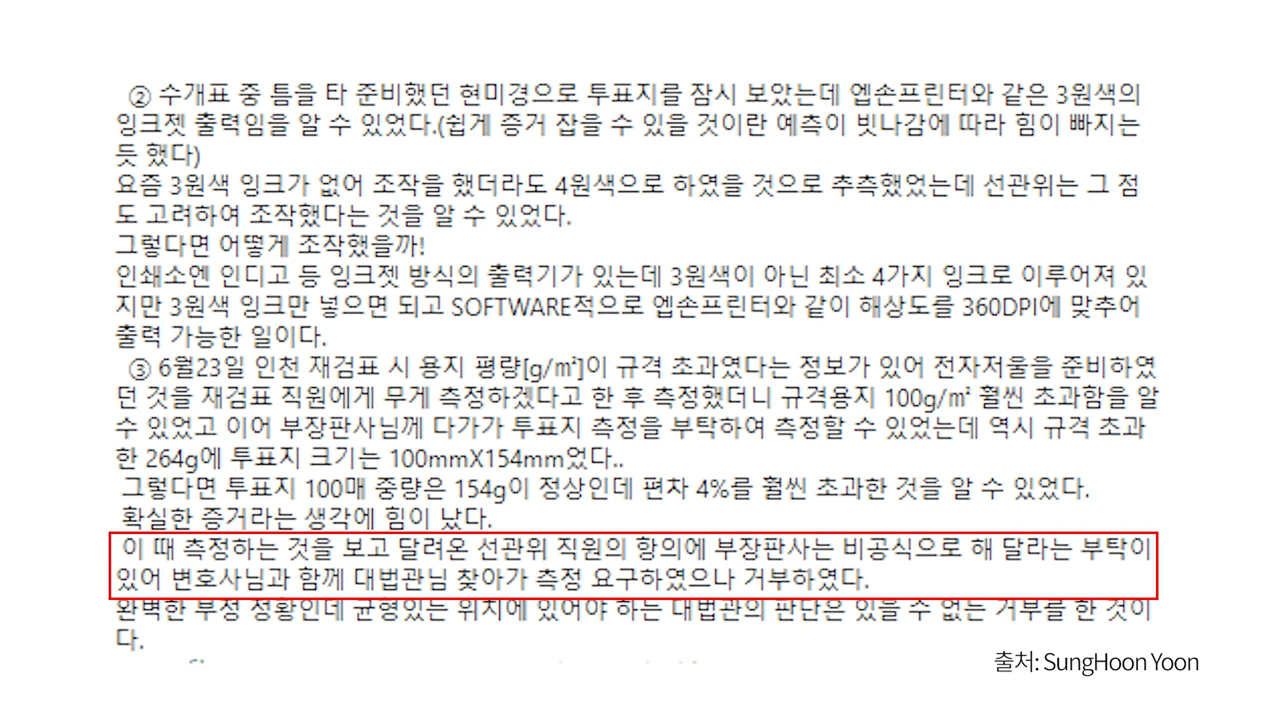 ② 수개표 중 틈을 타 준비했던 현미경으로 투표지를 잠시 보았는데 엡손프린터와 같은 3원색의
잉크젯 출력임을 알 수 있었다.(쉽게 증거 잡을 수 있을 것이란 예측이 빗나감에 따라 힘이 빠지는
듯 했다)
요즘 3원색 잉크가 없어 조작을 했더라도 4원색으로 하였을 것으로 추측했었는데 선관위는 그 점
도 고려하여 조작했다는 것을 알 수 있었다.
그렇다면 어떻게 조작했을까!
인쇄소엔 인디고 등 잉크젯 방식의 출력기가 있는데 3원색이 아닌 최소 4가지 잉크로 이루어져 있
지만 3원색 잉크만 넣으면 되고 SOFTWARE적으로 엡손프린터와 같이 해상도를 360DPI에 맞추어
출력 가능한 일이다.
③ 6월23일 인천 재검표 시 용지 평량[g/㎡]이 규격 초과였다는 정보가 있어 전자저울을 준비하였
던 것을 재검표 직원에게 무게 측정하겠다고 한 후 측정했더니 규격용지 100g/㎡ 훨씬 초과함을 알
수 있었고 이어 부장판사님께 다가가 투표지 측정을 부탁하여 측정할 수 있었는데 역시 규격 초과
한 264g에 투표지 크기는 100mmX154mm었다..
그렇다면 투표지 100매 중량은 154g이 정상인데 편차 4%를 훨씬 초과한 것을 알 수 있었다.
확실한 증거라는 생각에 힘이 났다.
이 때 측정하는 것을 보고 달려온 선관위 직원의 항의에 부장판사는 비공식으로 해 달라는 부탁이
있어 변호사님과 함께 대법관님 찾아가 측정 요구하였으나 거부하였다.
완벽한 부정 정황인데 균형있는 위치에 있어야 하는 대법관의 판단은 있을 수 없는 거부를 한 것이
다.
출처: SungHoon Yoon